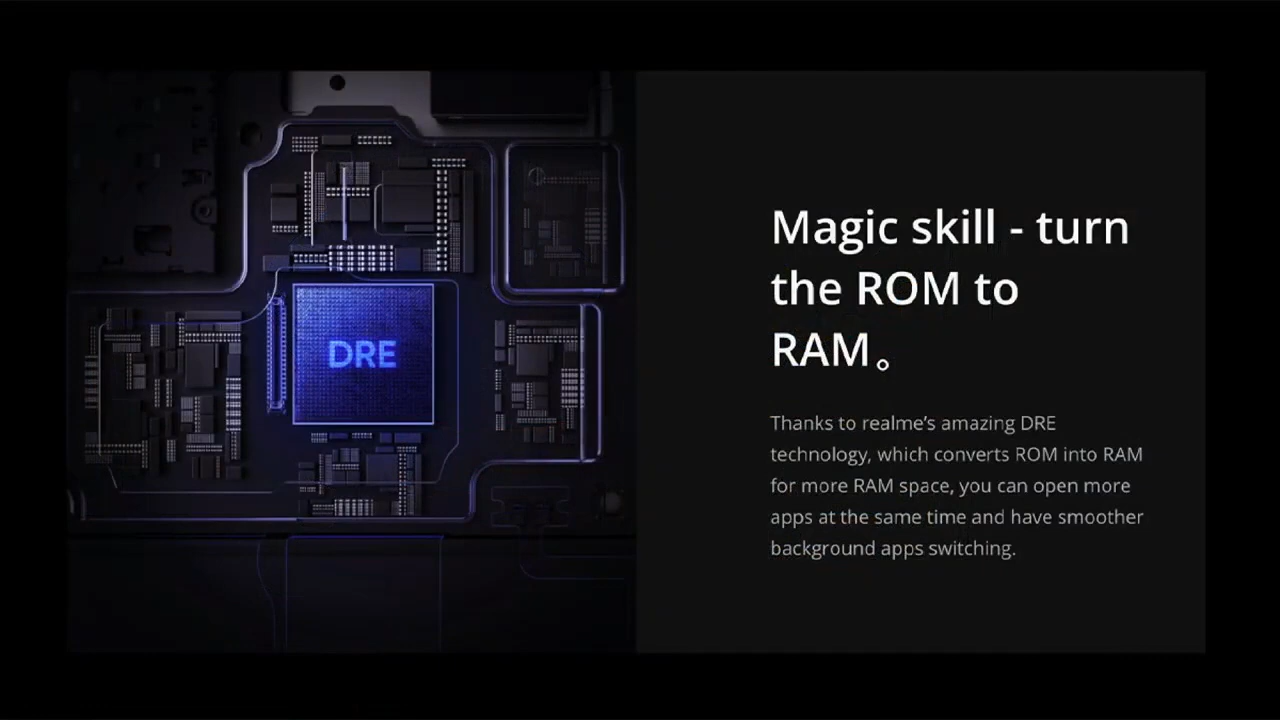 DRE
Magic skill - turn
the ROM to
RAM。
Thanks to realme’s amazing DRE
technology, which converts ROM into RAM
for more RAM space, you can open more
apps at the same time and have smoother
background apps switching.